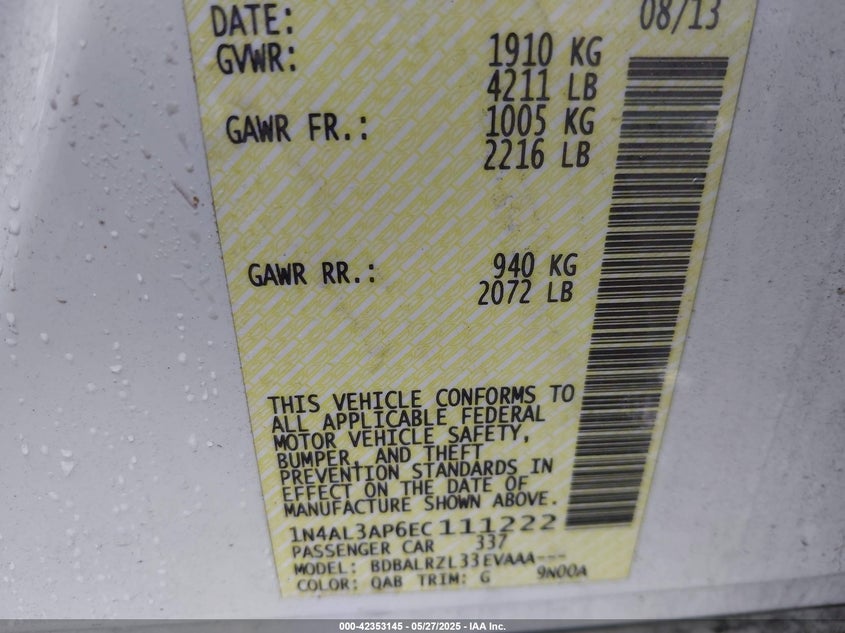 DATE: 08/13
GVWR: 1910 KG
4211 LB
GAWR FR.: 1005 KG
2216 LB
GAWR RR.: 940 KG
2072 LB
THIS VEHICLE CONFORMS TO
ALL APPLICABLE FEDERAL
MOTOR VEHICLE SAFETY,
BUMPER, AND THEFT
PREVENTION STANDARDS IN
EFFECT ON THE DATE OF
MANUFACTURE SHOWN ABOVE.
1N4AL3AP6EC111222
PASSENGER CAR 337
MODEL: BDBALRZL33EVAAA---
COLOR: QAB TRIM: G 9N00A
000-42353145 - 05/27/2025 - IAA Inc.